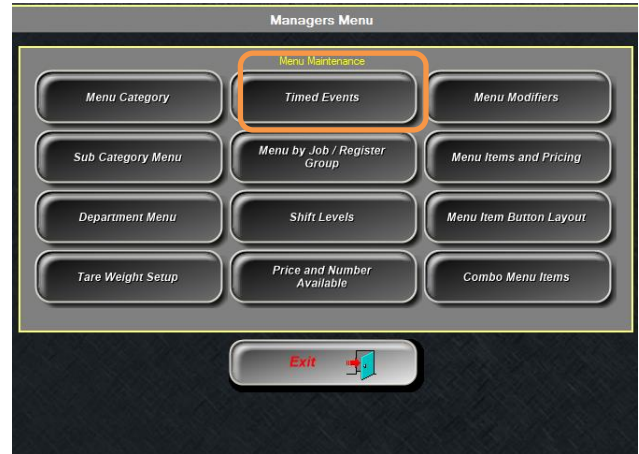 Managers Menu
Menu Maintenance
Menu Category
Timed Events
Menu Modifiers
Sub Category Menu
Menu by Job / Register
Group
Menu Items and Pricing
Department Menu
Shift Levels
Menu Item Button Layout
Tare Weight Setup
Price and Number
Available
Combo Menu Items
Exit